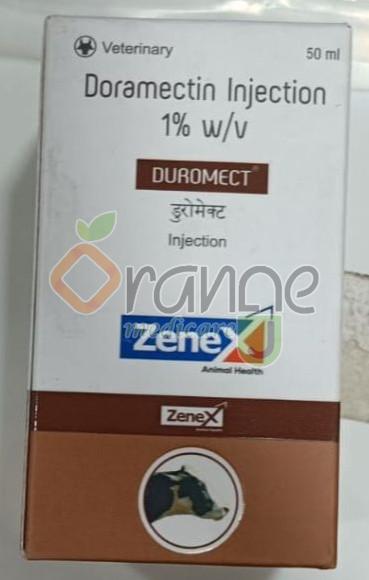 Veterinary
50 ml
Doramectin Injection
1% w/v
DUROMECT®
डुरोमेक्ट
Injection
Orange
medicare
Zenex
Animal Health
Zenex